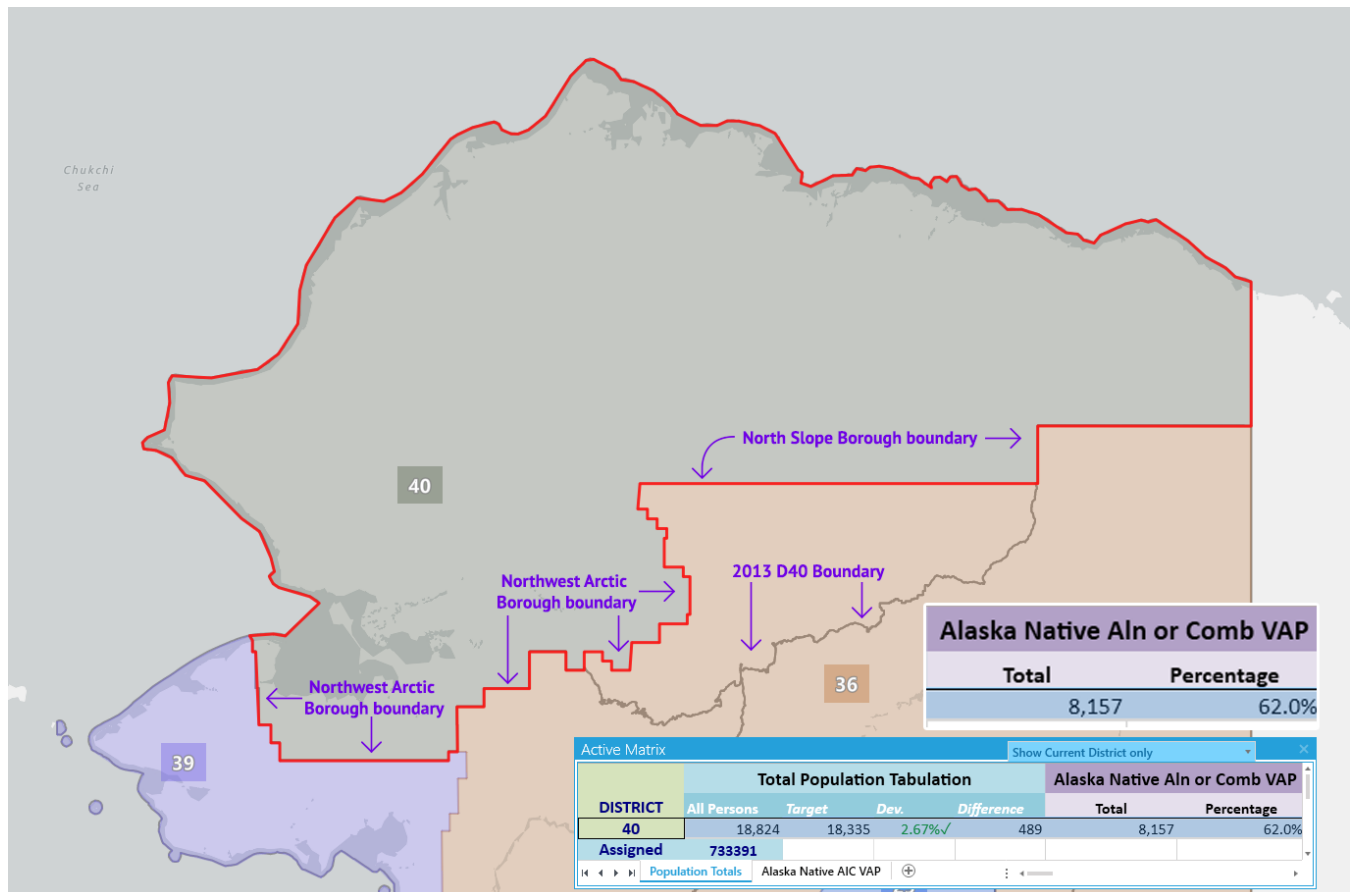 Chukchi
Sea
North Slope Borough boundary
40
Northwest Arctic
Borough boundary
2013 D40 Boundary
Alaska Native Aln or Comb VAP
Total Percentage
8,157 62.0%
36
Northwest Arctic
Borough boundary
39
Active Matrix
Show Current District only
Total Population Tabulation Alaska Native Aln or Comb VAP
DISTRICT All Persons Target Dev. Difference Total Percentage
40 18,824 18,335 2.67%✓ 489 8,157 62.0%
Assigned 733391
Population Totals Alaska Native AIC VAP